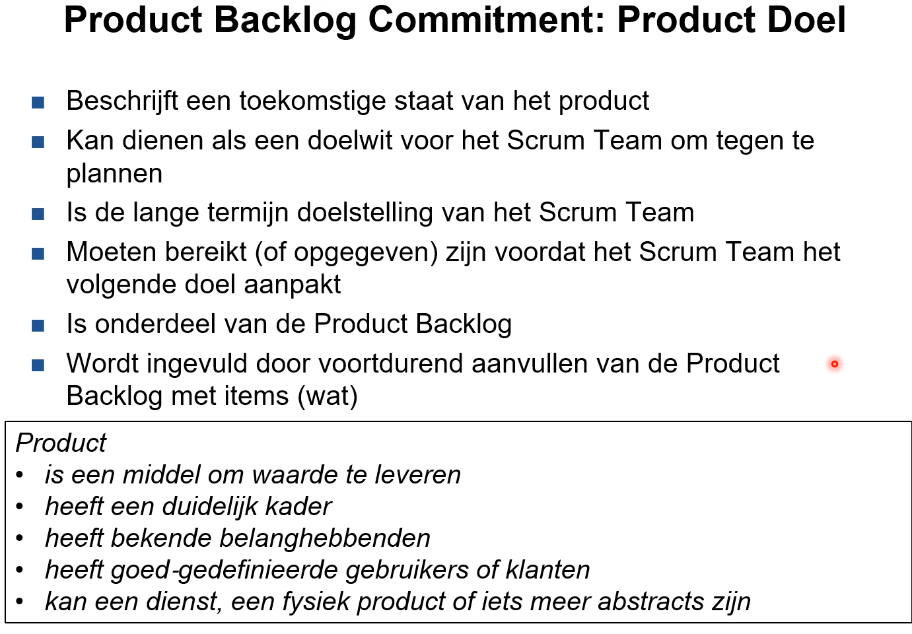 Product Backlog Commitment: Product Doel
Beschrijft een toekomstige staat van het product
Kan dienen als een doelwit voor het Scrum Team om tegen te
plannen
Is de lange termijn doelstelling van het Scrum Team
Moeten bereikt (of opgegeven) zijn voordat het Scrum Team het
volgende doel aanpakt
Is onderdeel van de Product Backlog
Wordt ingevuld door voortdurend aanvullen van de Product
Backlog met items (wat)
Product
• is een middel om waarde te leveren
• heeft een duidelijk kader
• heeft bekende belanghebbenden
• heeft goed-gedefinieerde gebruikers of klanten
• kan een dienst, een fysiek product of iets meer abstracts zijn